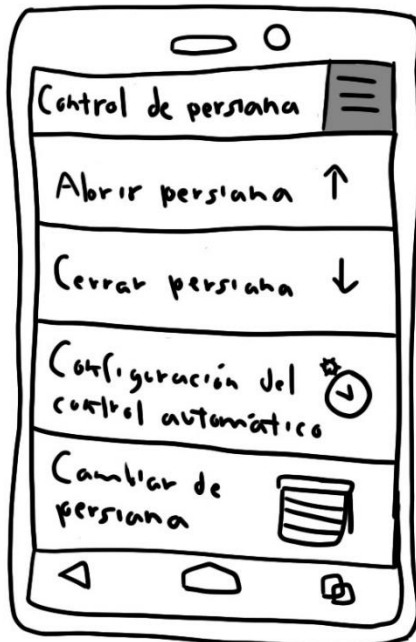 Control de persiana
Abrir persiana ↑
Cerrar persiana ↓
Configuración del
control automático
Cambiar de
persiana